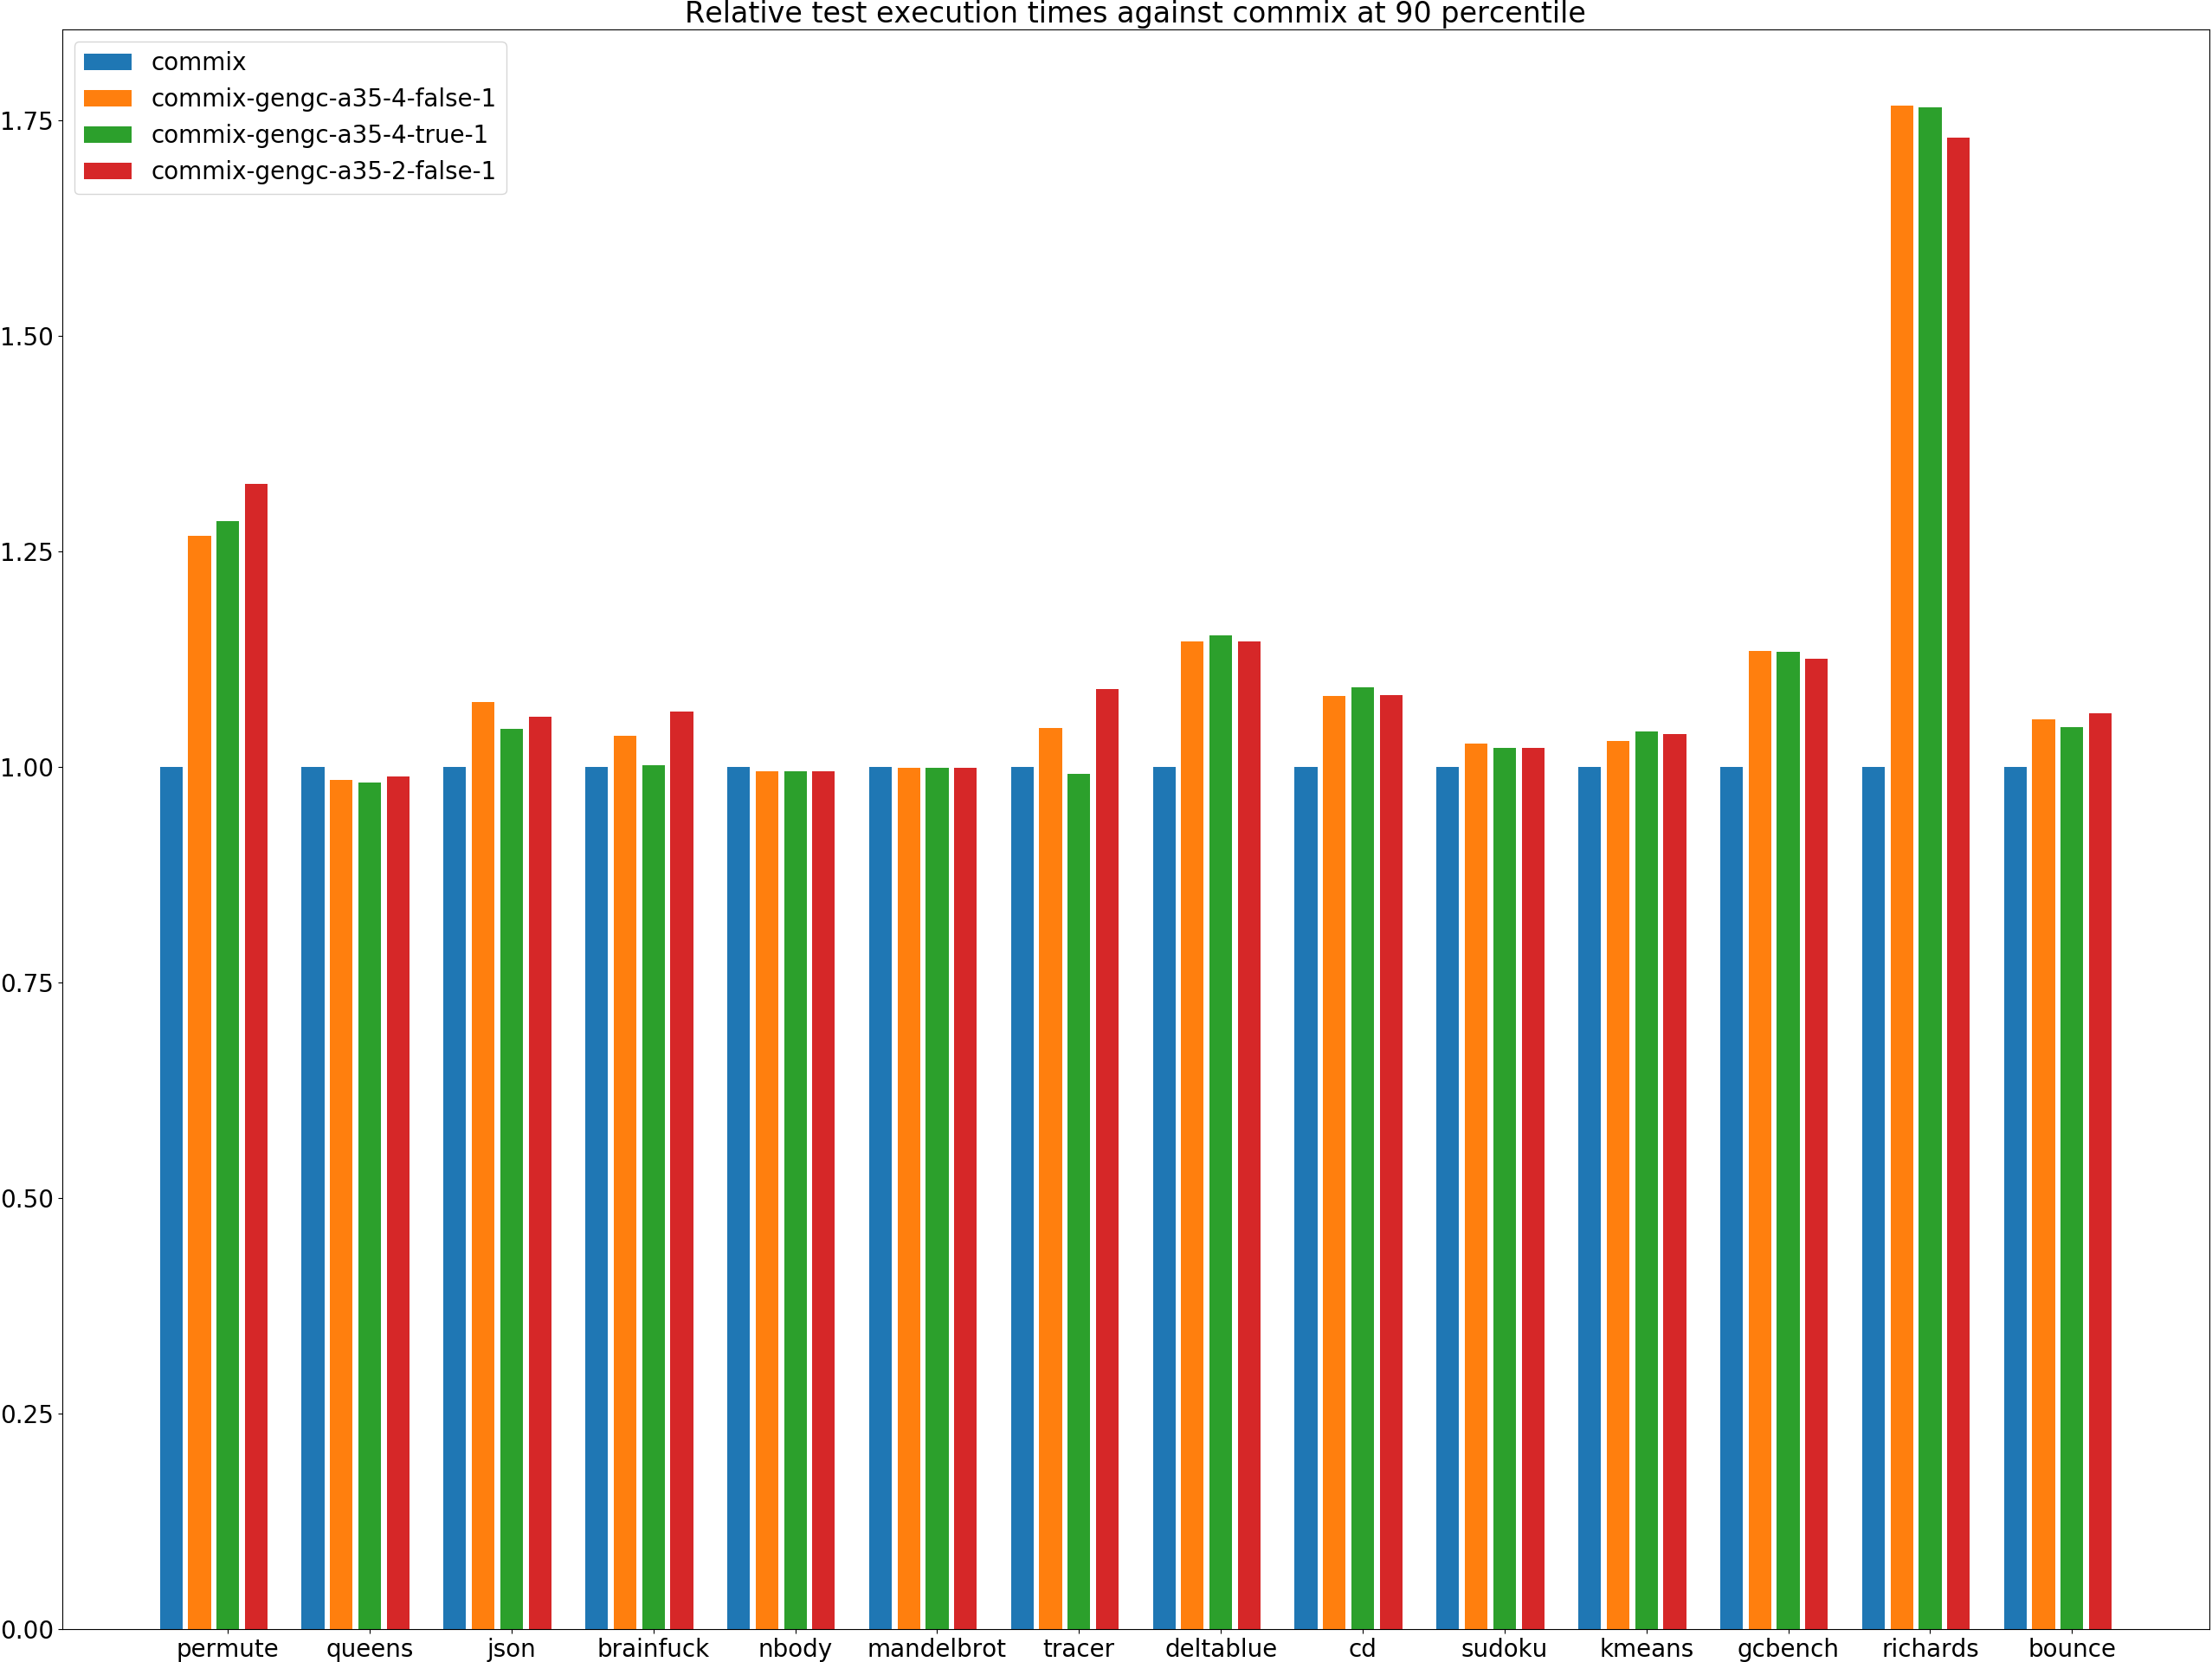 Relative test execution times against commix at 90 percentile
commix
commix-gengc-a35-4-false-1
commix-gengc-a35-4-true-1
commix-gengc-a35-2-false-1
1.75
1.50
1.25
1.00
0.75
0.50
0.25
0.00
permute queens json brainfuck nbody mandelbrot tracer deltablue cd sudoku kmeans gcbench richards bounce